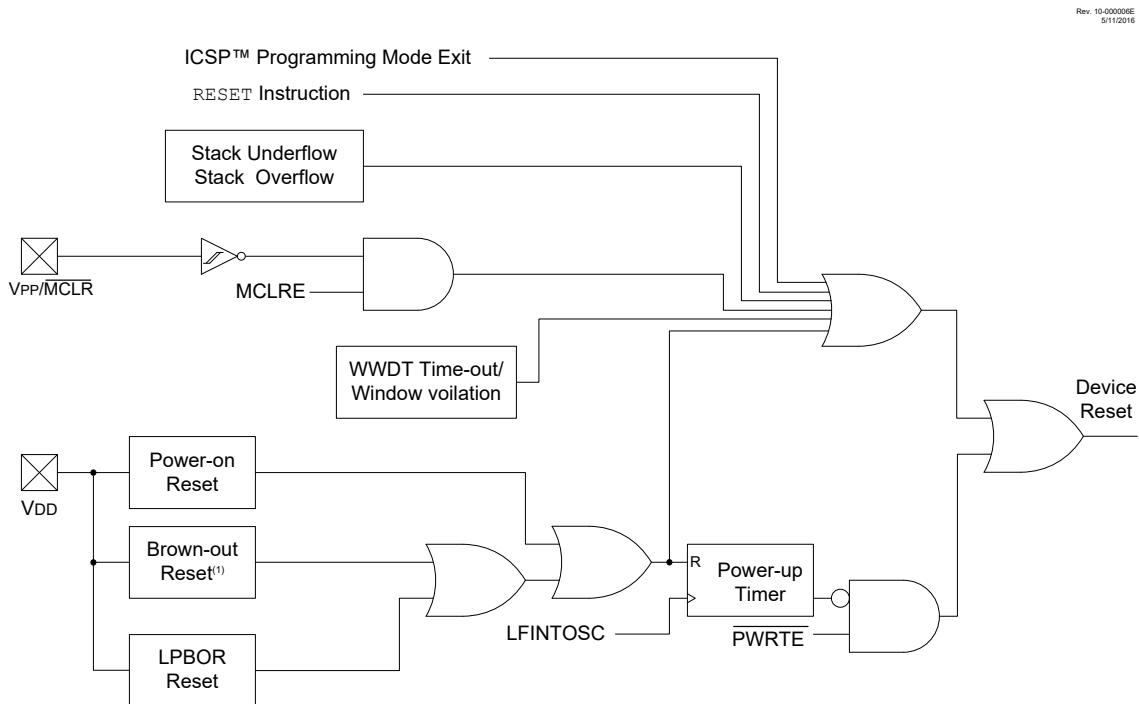 Rev. 10-000006E
5/11/2016
ICSP™ Programming Mode Exit
RESET Instruction
Stack Underflow
Stack Overflow
VPP/MCLR
MCLRE
WWDT Time-out/
Window voilation
Device
Reset
VDD
Power-on
Reset
Brown-out
Reset(1)
LPBOR
Reset
R
Power-up
Timer
LFINTOSC
PWRTE